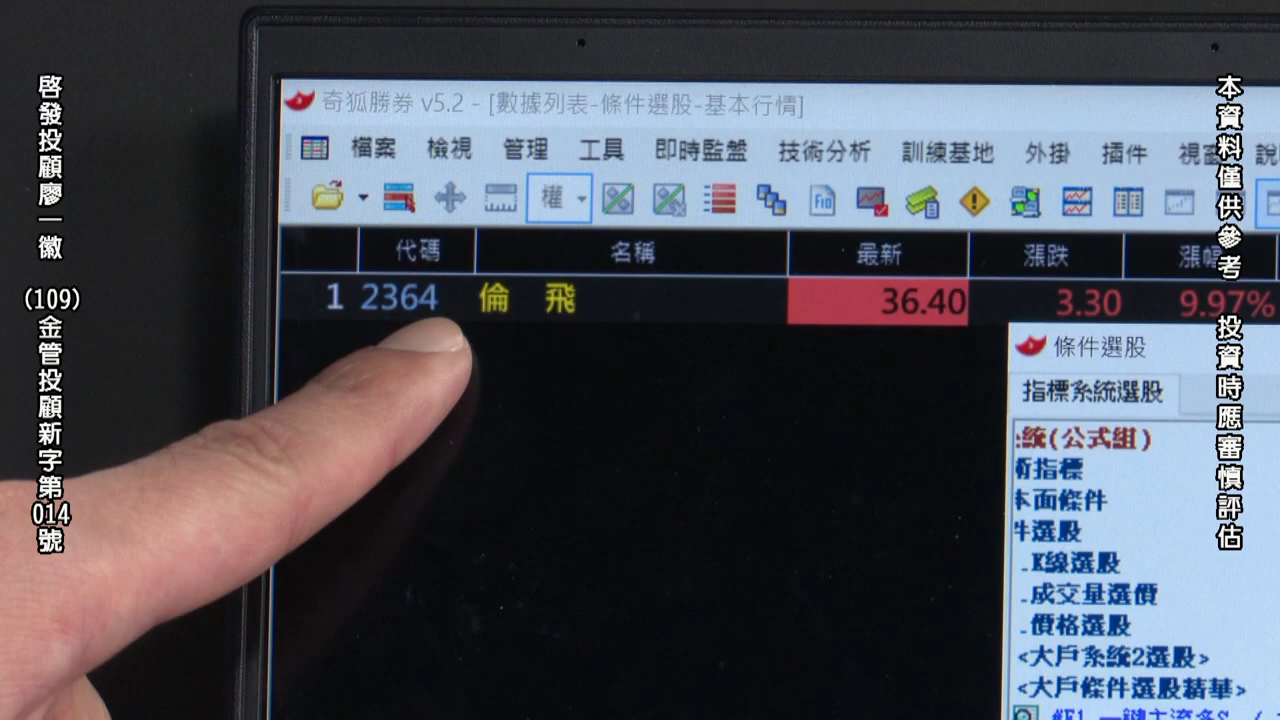 啓發投顧廖一徽 (109)金管投顧新字第014號
奇狐勝券 v5.2 - [數據列表-條件選股-基本行情]
檔案 檢視 管理 工具 即時監盤 技術分析 訓練基地 外掛 插件
權
代碼 名稱 最新 漲跌
1 2364 倫 飛 36.40 3.30 9.97%
條件選股
指標系統選股
統(公式組)
指標
本面條件
件選股
K線選股
成交量選價
價格選股
<大戶系統2選股>
<大戶條件選股精華>
本資料僅供參考 投資時應審慎評估